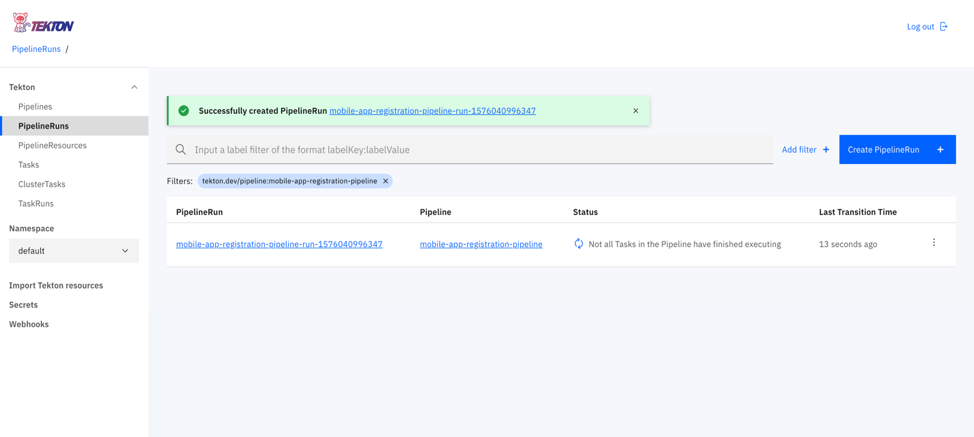 TEKTON
Log out
PipelineRuns /
Tekton
Pipelines
PipelineRuns
PipelineResources
Tasks
ClusterTasks
TaskRuns
Namespace
default
Import Tekton resources
Secrets
Webhooks
Successfully created PipelineRun mobile-app-registration-pipeline-run-1576040996347
Input a label filter of the format labelKey:labelValue
Add filter +
Create PipelineRun +
Filters: tekton.dev/pipeline:mobile-app-registration-pipeline
PipelineRun Pipeline Status Last Transition Time
mobile-app-registration-pipeline-run-1576040996347 mobile-app-registration-pipeline Not all Tasks in the Pipeline have finished executing 13 seconds ago